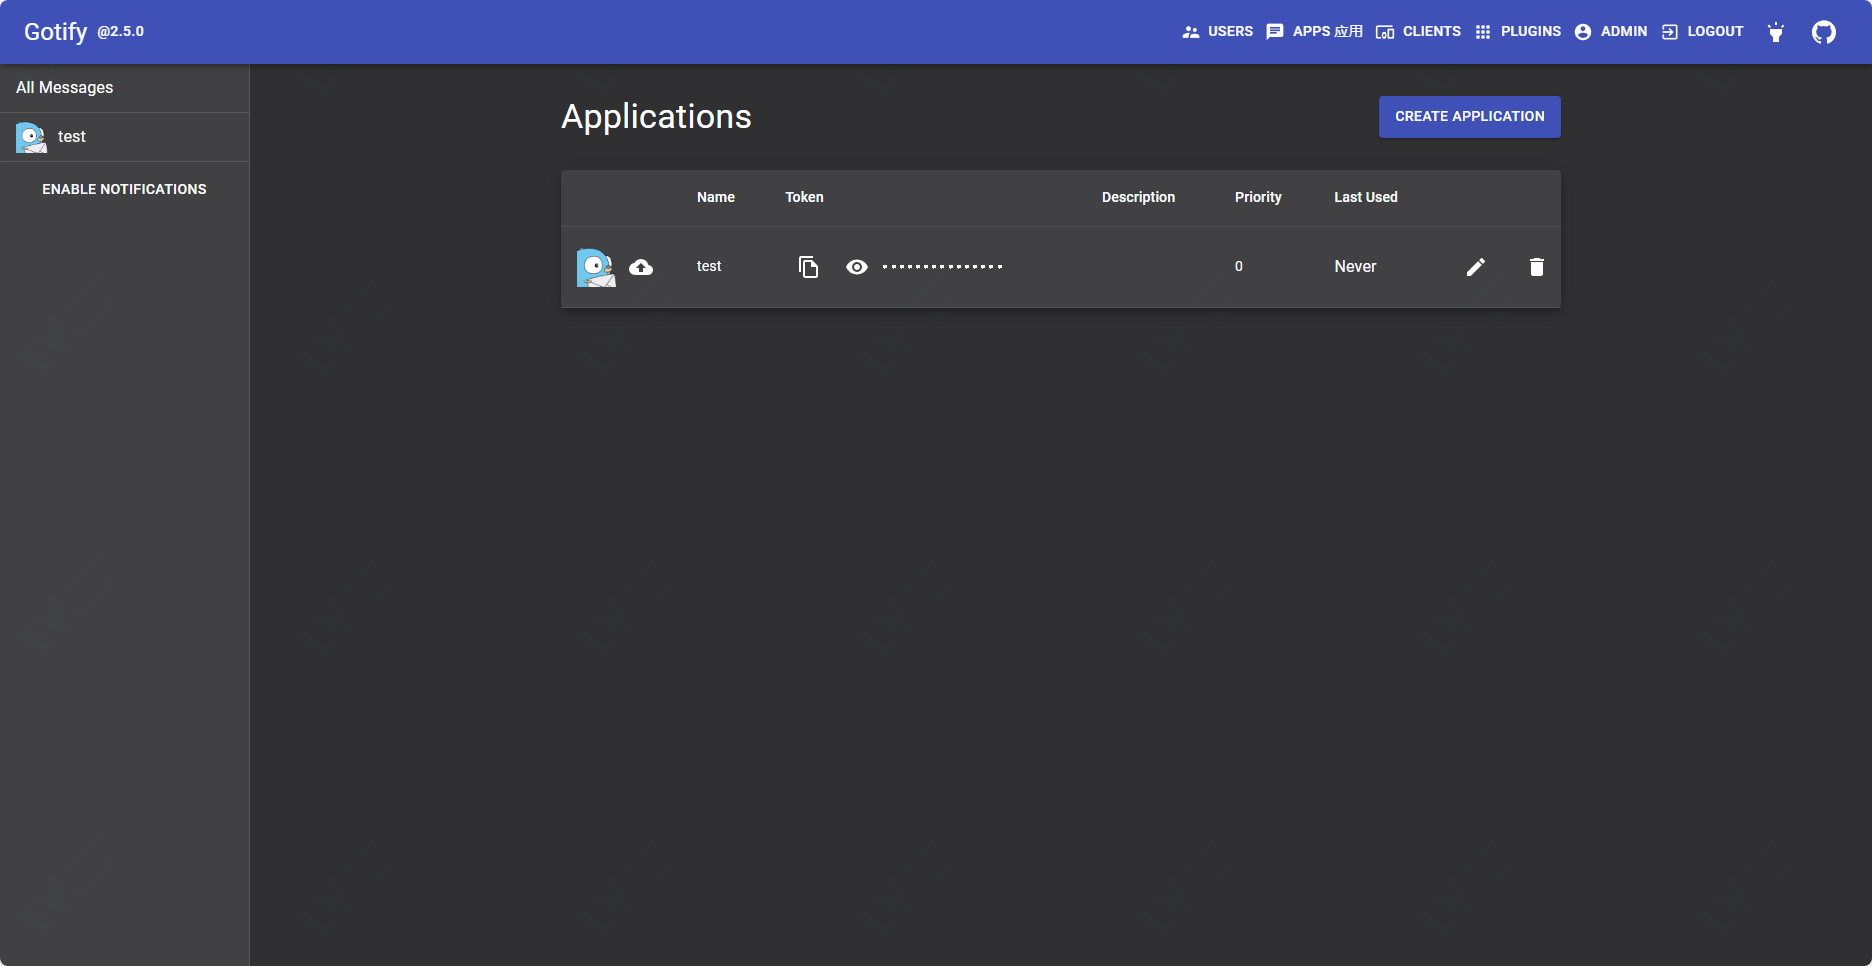 Gotify @2.5.0
USERS APPS 应用 CLIENTS PLUGINS ADMIN LOGOUT
All Messages
test
ENABLE NOTIFICATIONS
Applications
CREATE APPLICATION
Name Token Description Priority Last Used
test ••••••••••••••• 0 Never